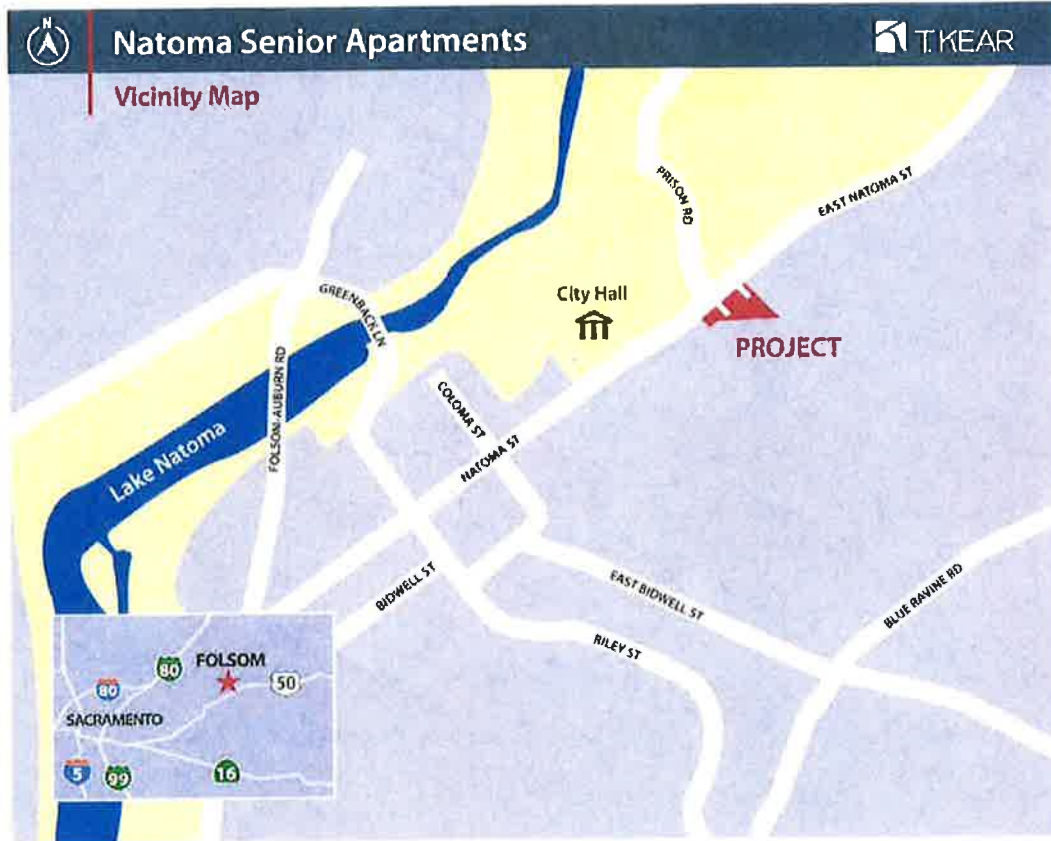 N
Natoma Senior Apartments
T.KEAR
Vicinity Map
PRISON RD
EAST NATOMA ST
GREENBACK LN
City Hall
PROJECT
FOLSOM-AUBURN RD
COLOMA ST
Lake Natoma
NATOMA ST
BIDWELL ST
EAST BIDWELL ST
BLUE RAVINE RD
RILEY ST
FOLSOM
80
50
80
SACRAMENTO
5
99
16